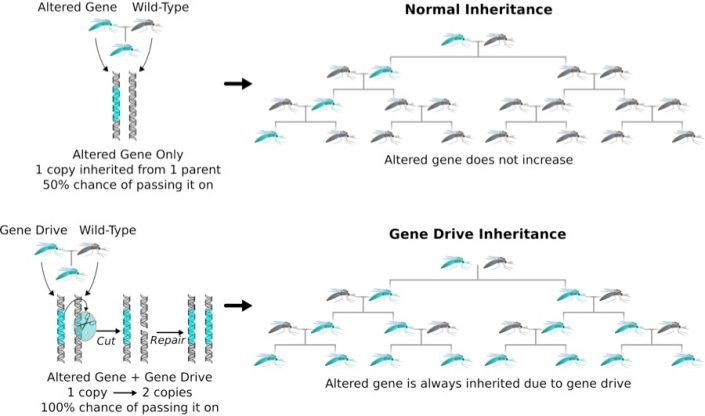 Altered Gene  Wild-Type
Normal Inheritance
Altered Gene Only
1 copy inherited from 1 parent
50% chance of passing it on
Altered gene does not increase
Gene Drive  Wild-Type
Gene Drive Inheritance
Cut
Repair
Altered Gene + Gene Drive
1 copy → 2 copies
100% chance of passing it on
Altered gene is always inherited due to gene drive